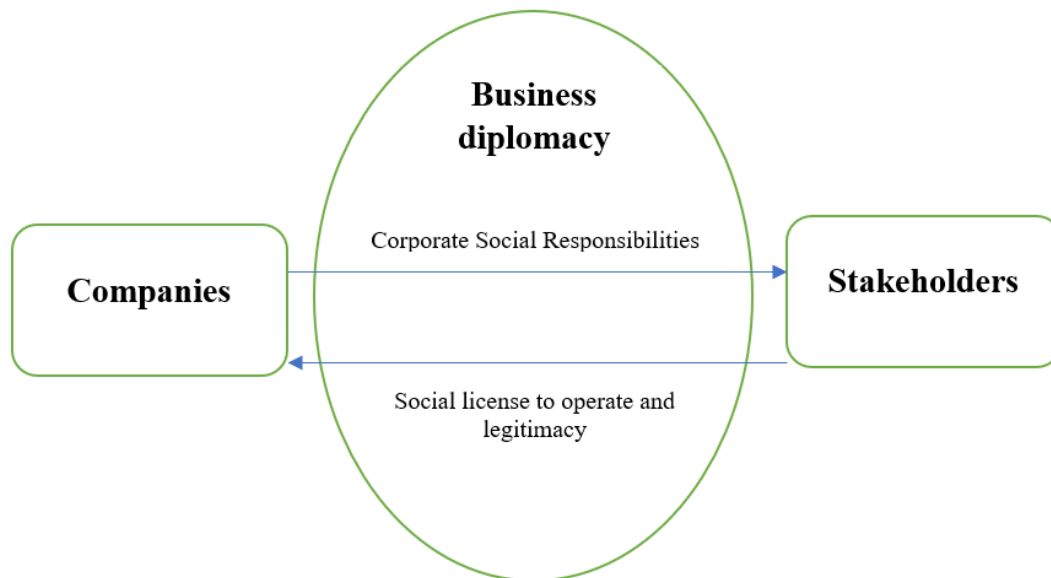 Business
diplomacy
Corporate Social Responsibilities
Companies
Stakeholders
Social license to operate and
legitimacy